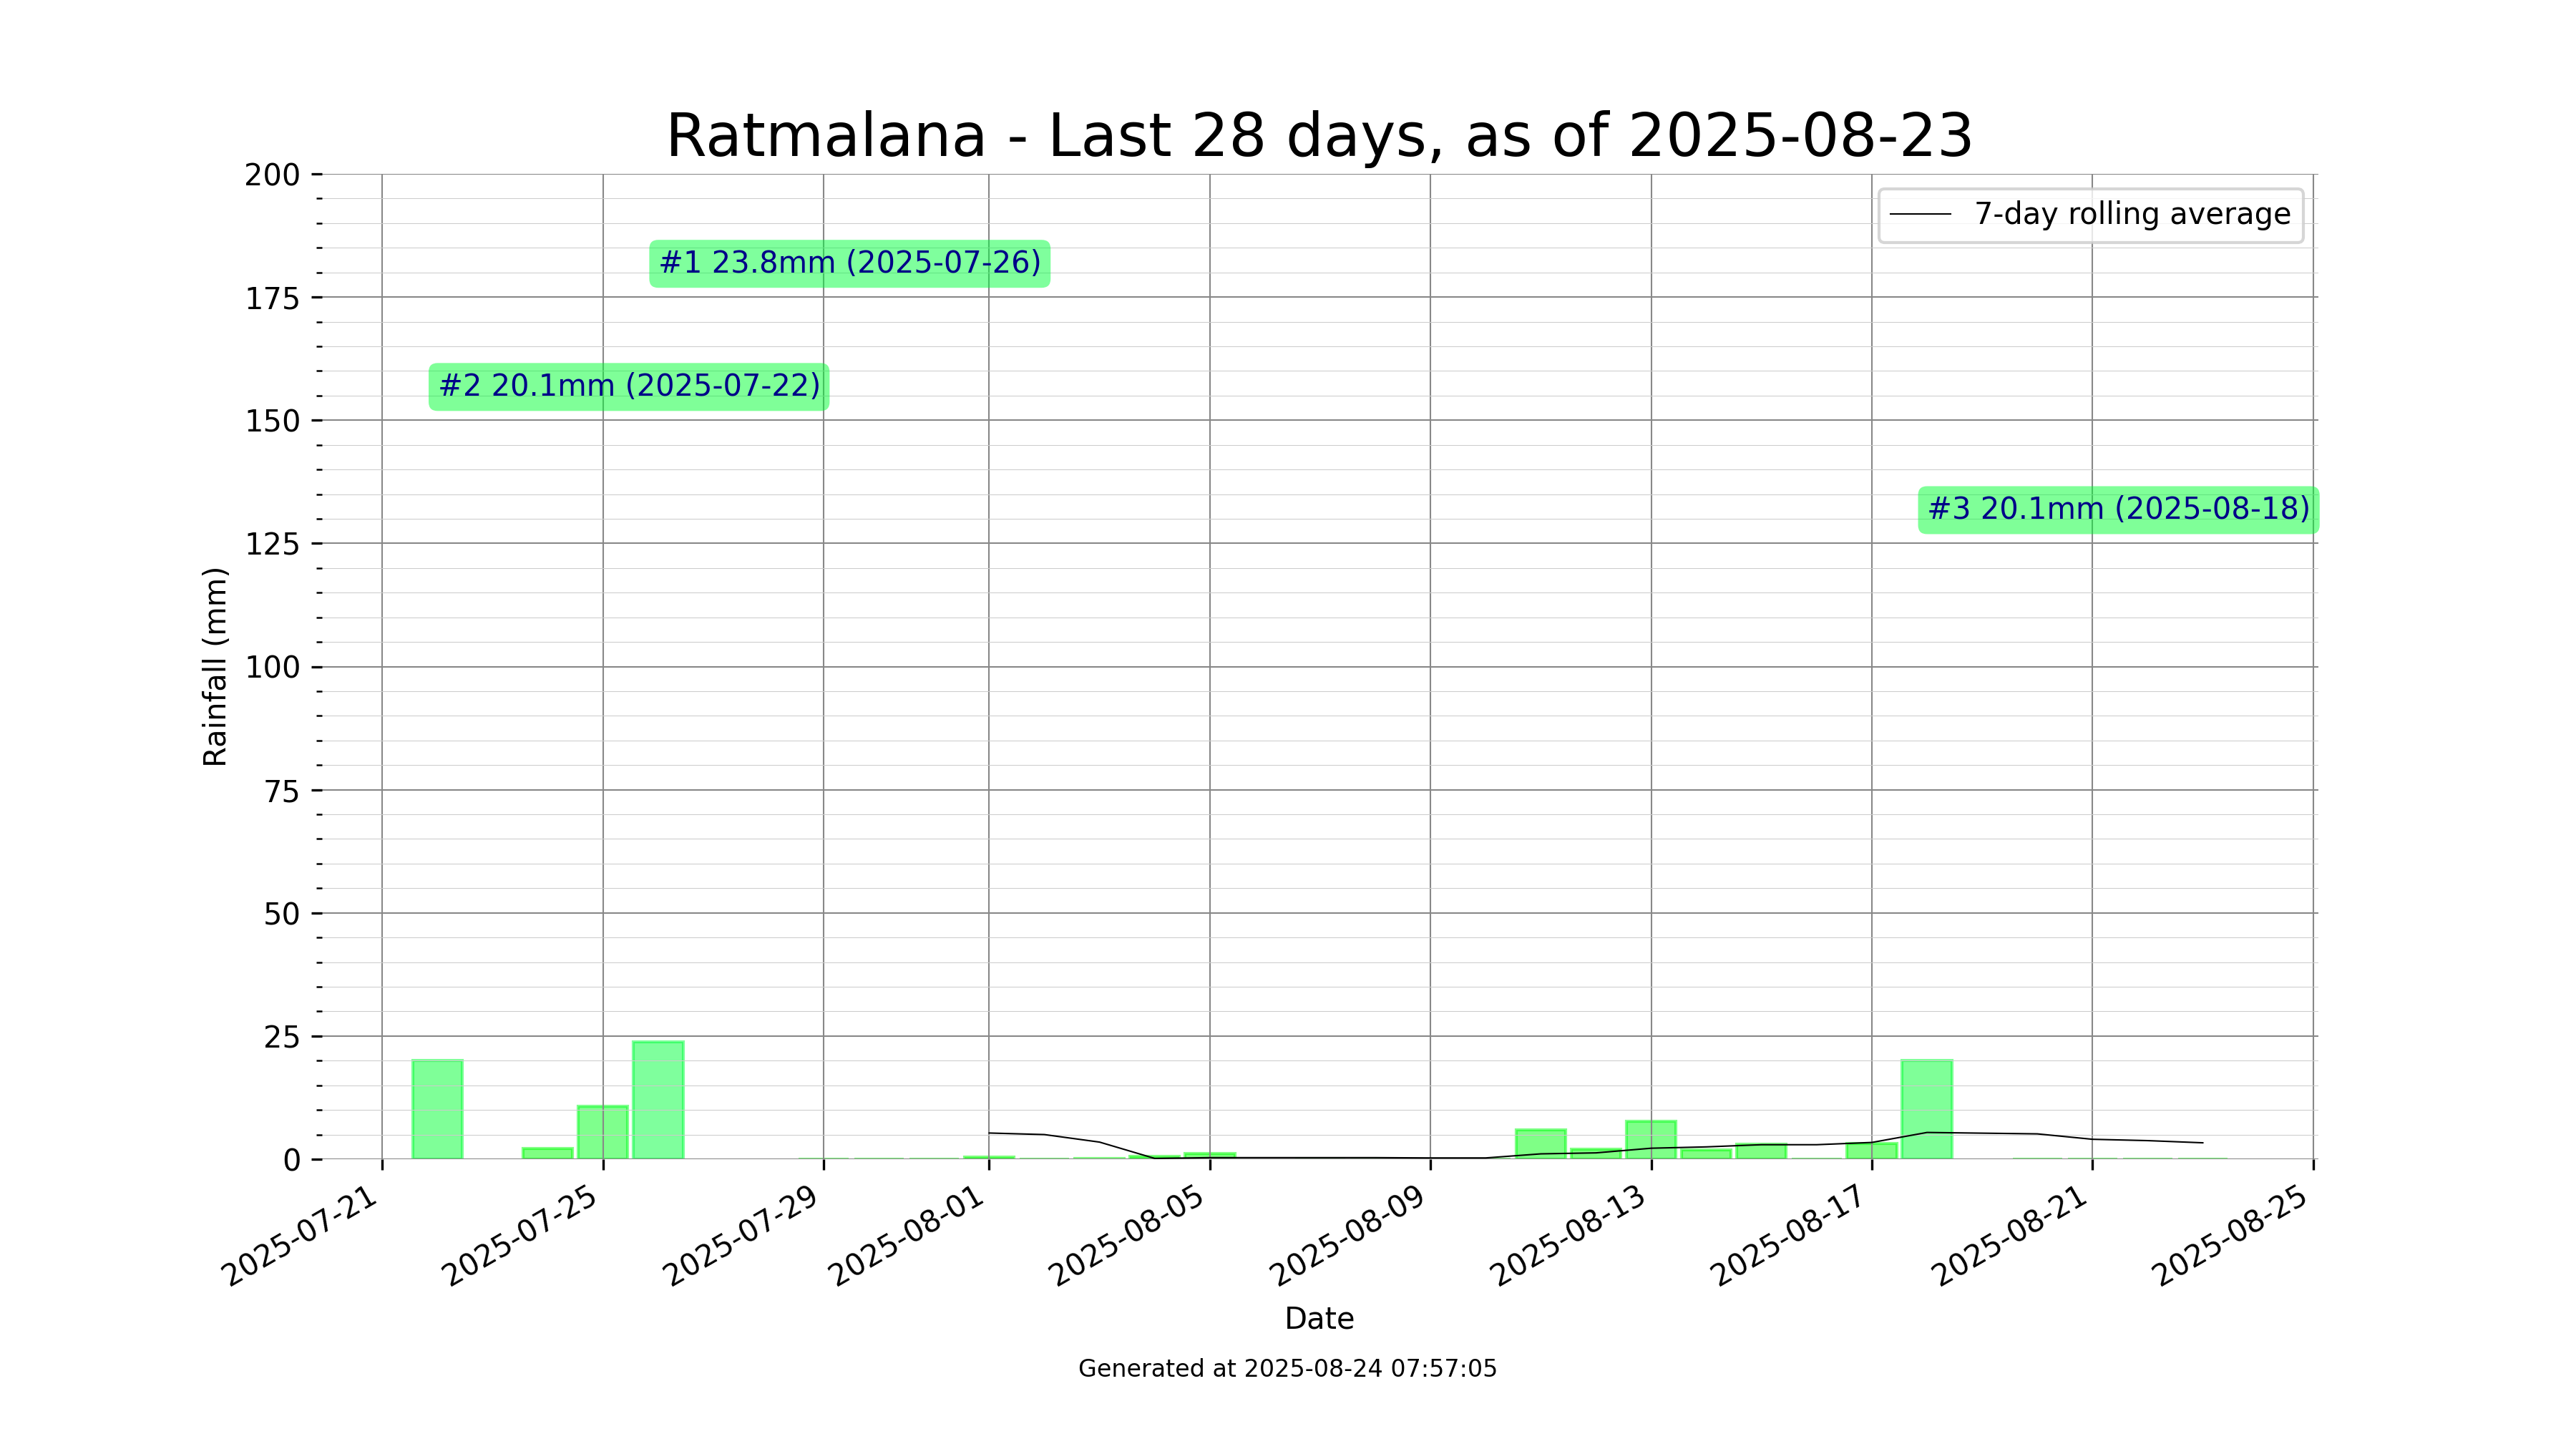 Ratmalana - Last 28 days, as of 2025-08-23
7-day rolling average
#1 23.8mm (2025-07-26)
#2 20.1mm (2025-07-22)
#3 20.1mm (2025-08-18)
Rainfall (mm)
200
175
150
125
100
75
50
25
0
2025-07-21
2025-07-25
2025-07-29
2025-08-01
2025-08-05
2025-08-09
2025-08-13
2025-08-17
2025-08-21
2025-08-25
Date
Generated at 2025-08-24 07:57:05